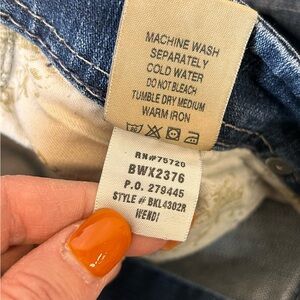 MACHINE WASH
SEPARATELY
COLD WATER
DO NOT BLEACH
TUMBLE DRY MEDIUM
WARM IRON
RN#75720
BWX2376
P.O. 279445
STYLE # BKL4302R
WENDI